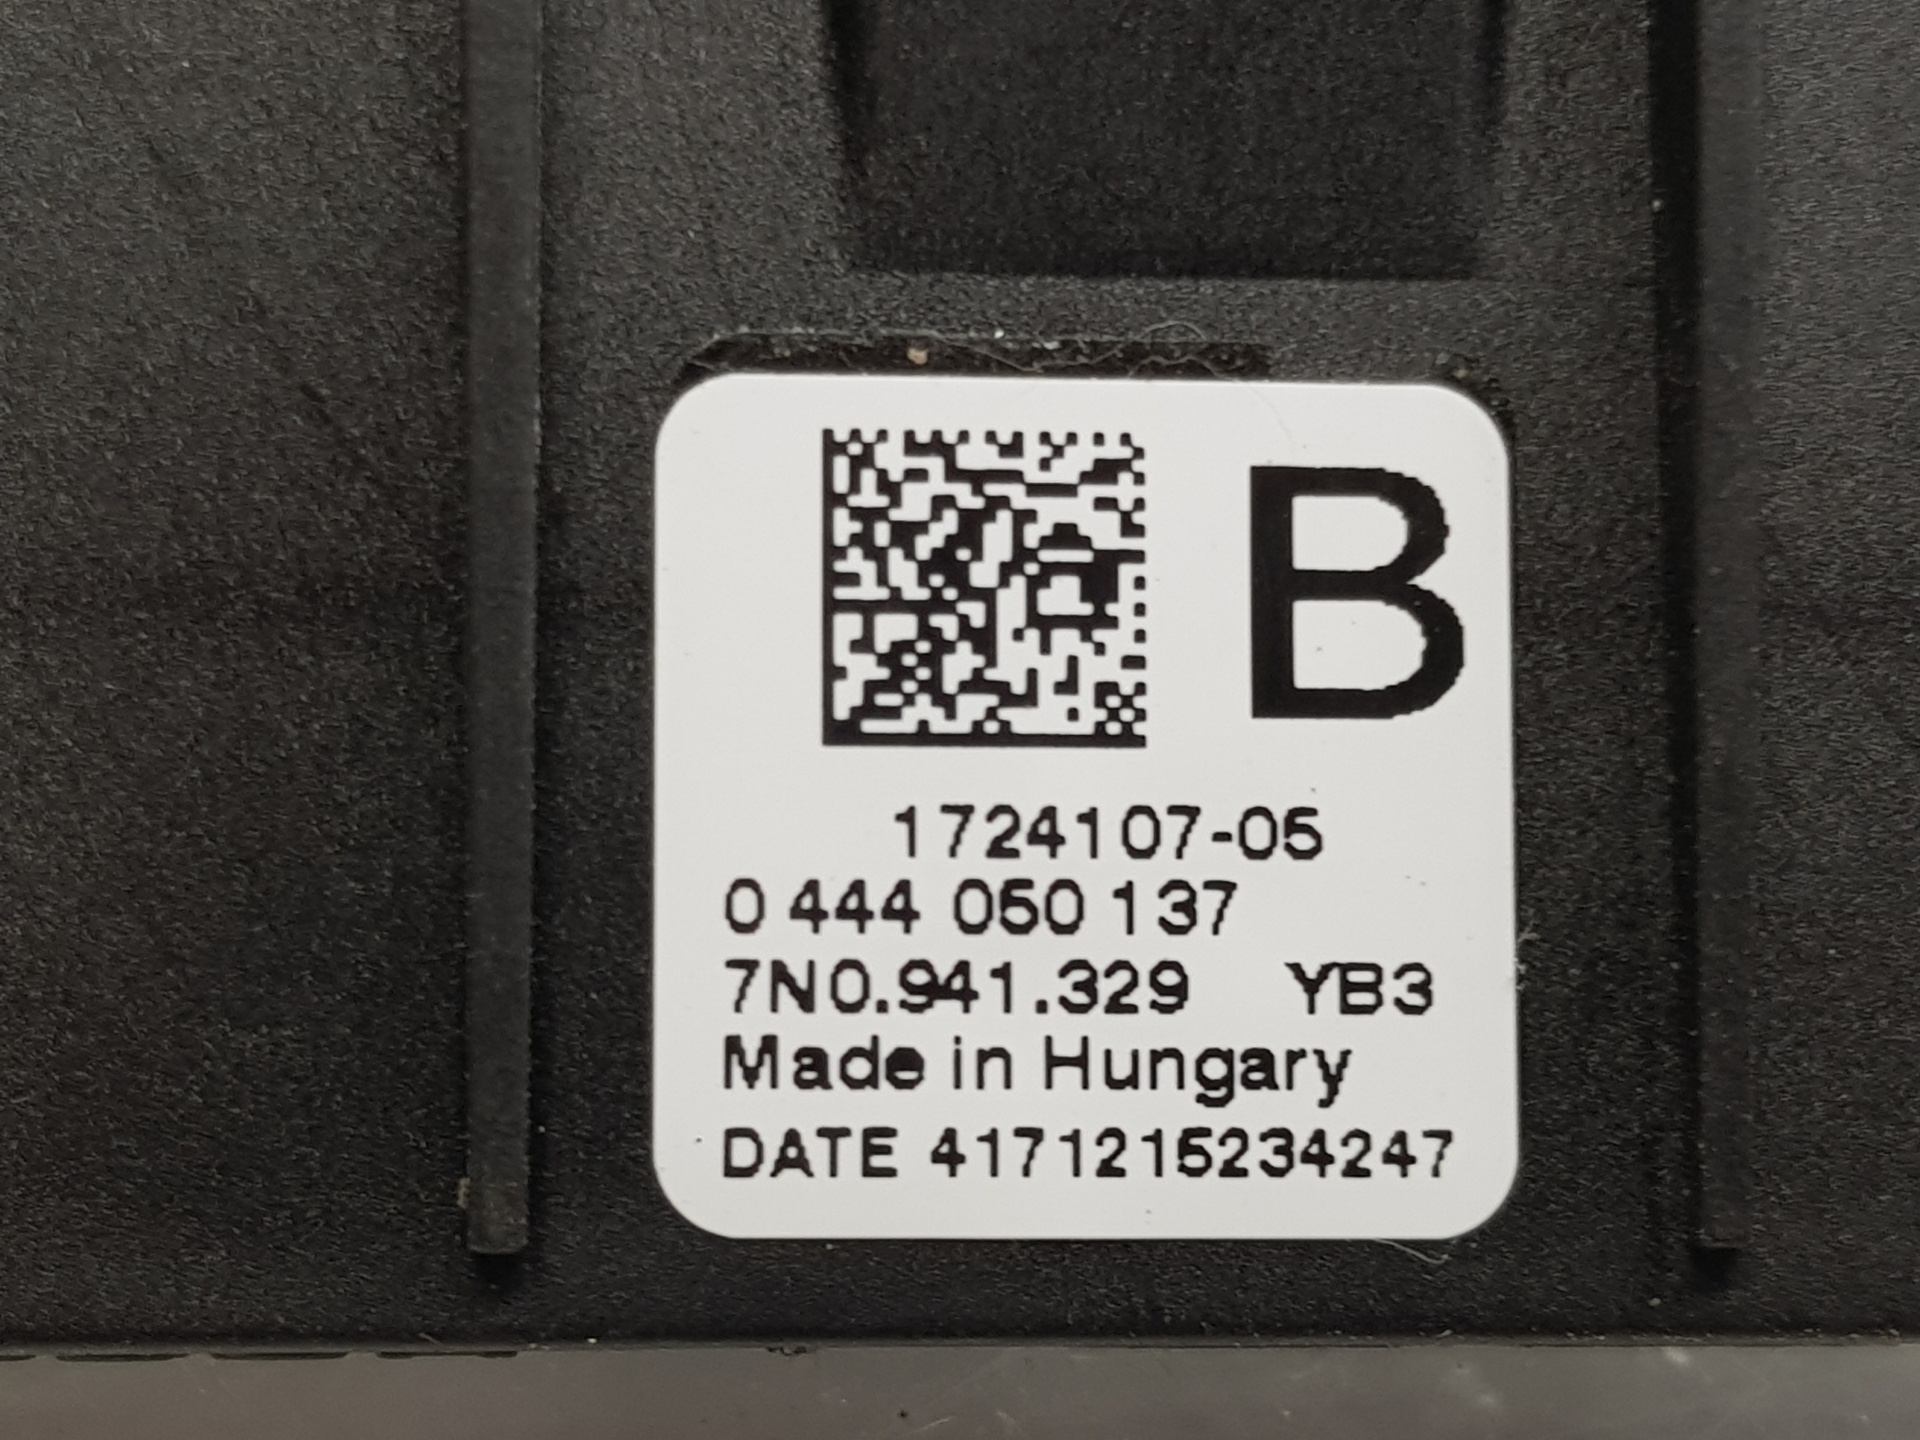 B
1724107-05
0 444 050 137
7N0.941.329 YB3
Made in Hungary
DATE 4171215234247